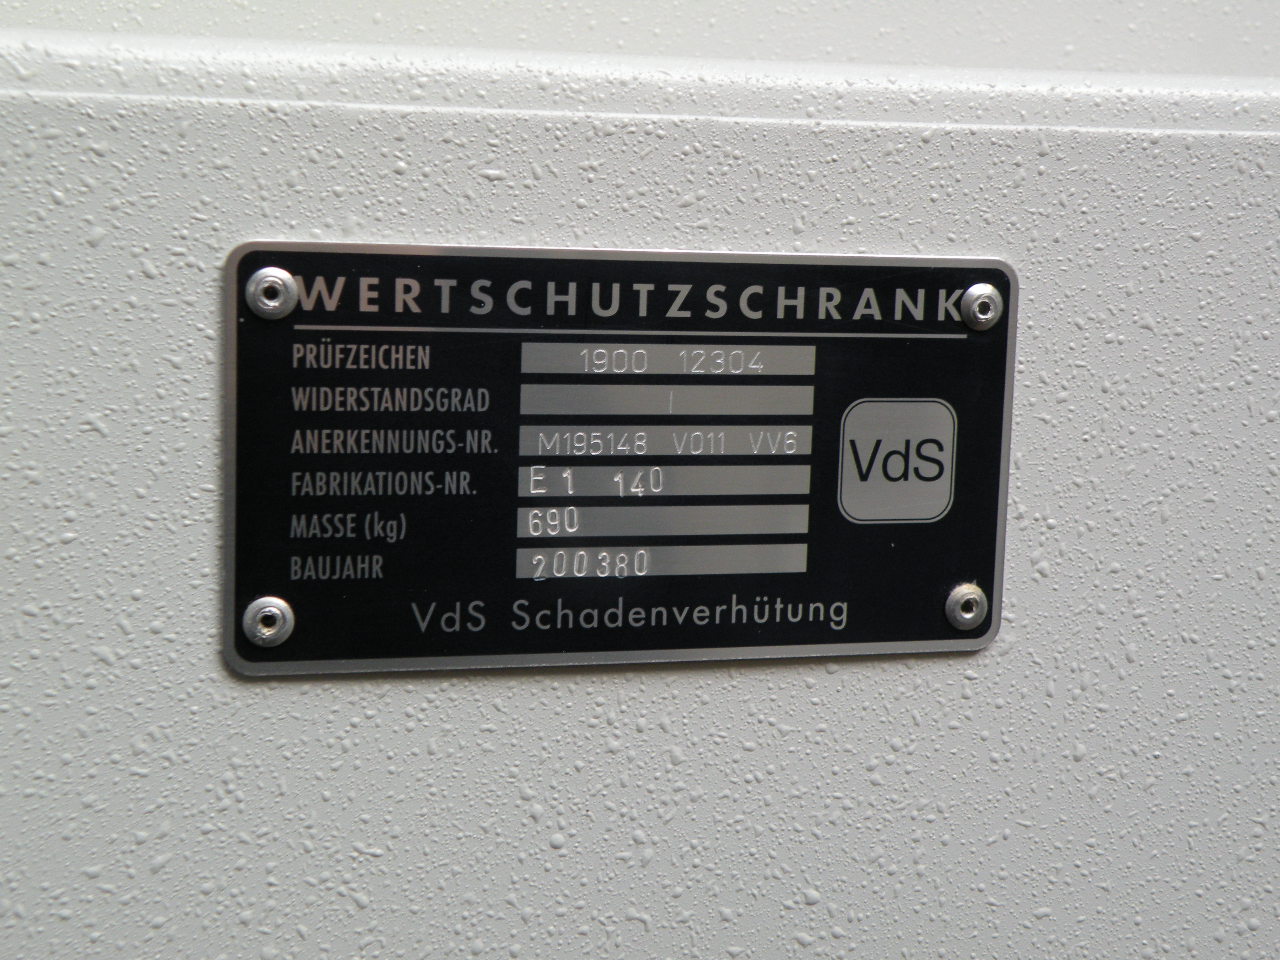 WERTSCHUTZSCHRANK
PRÜFZEICHEN 1900 12304
WIDERSTANDSGRAD I
ANERKENNUNGS-NR. M195148 V011 VV6
FABRIKATIONS-NR. E 1 140
MASSE (kg) 690
BAUJAHR 200380
VdS
VdS Schadenverhütung